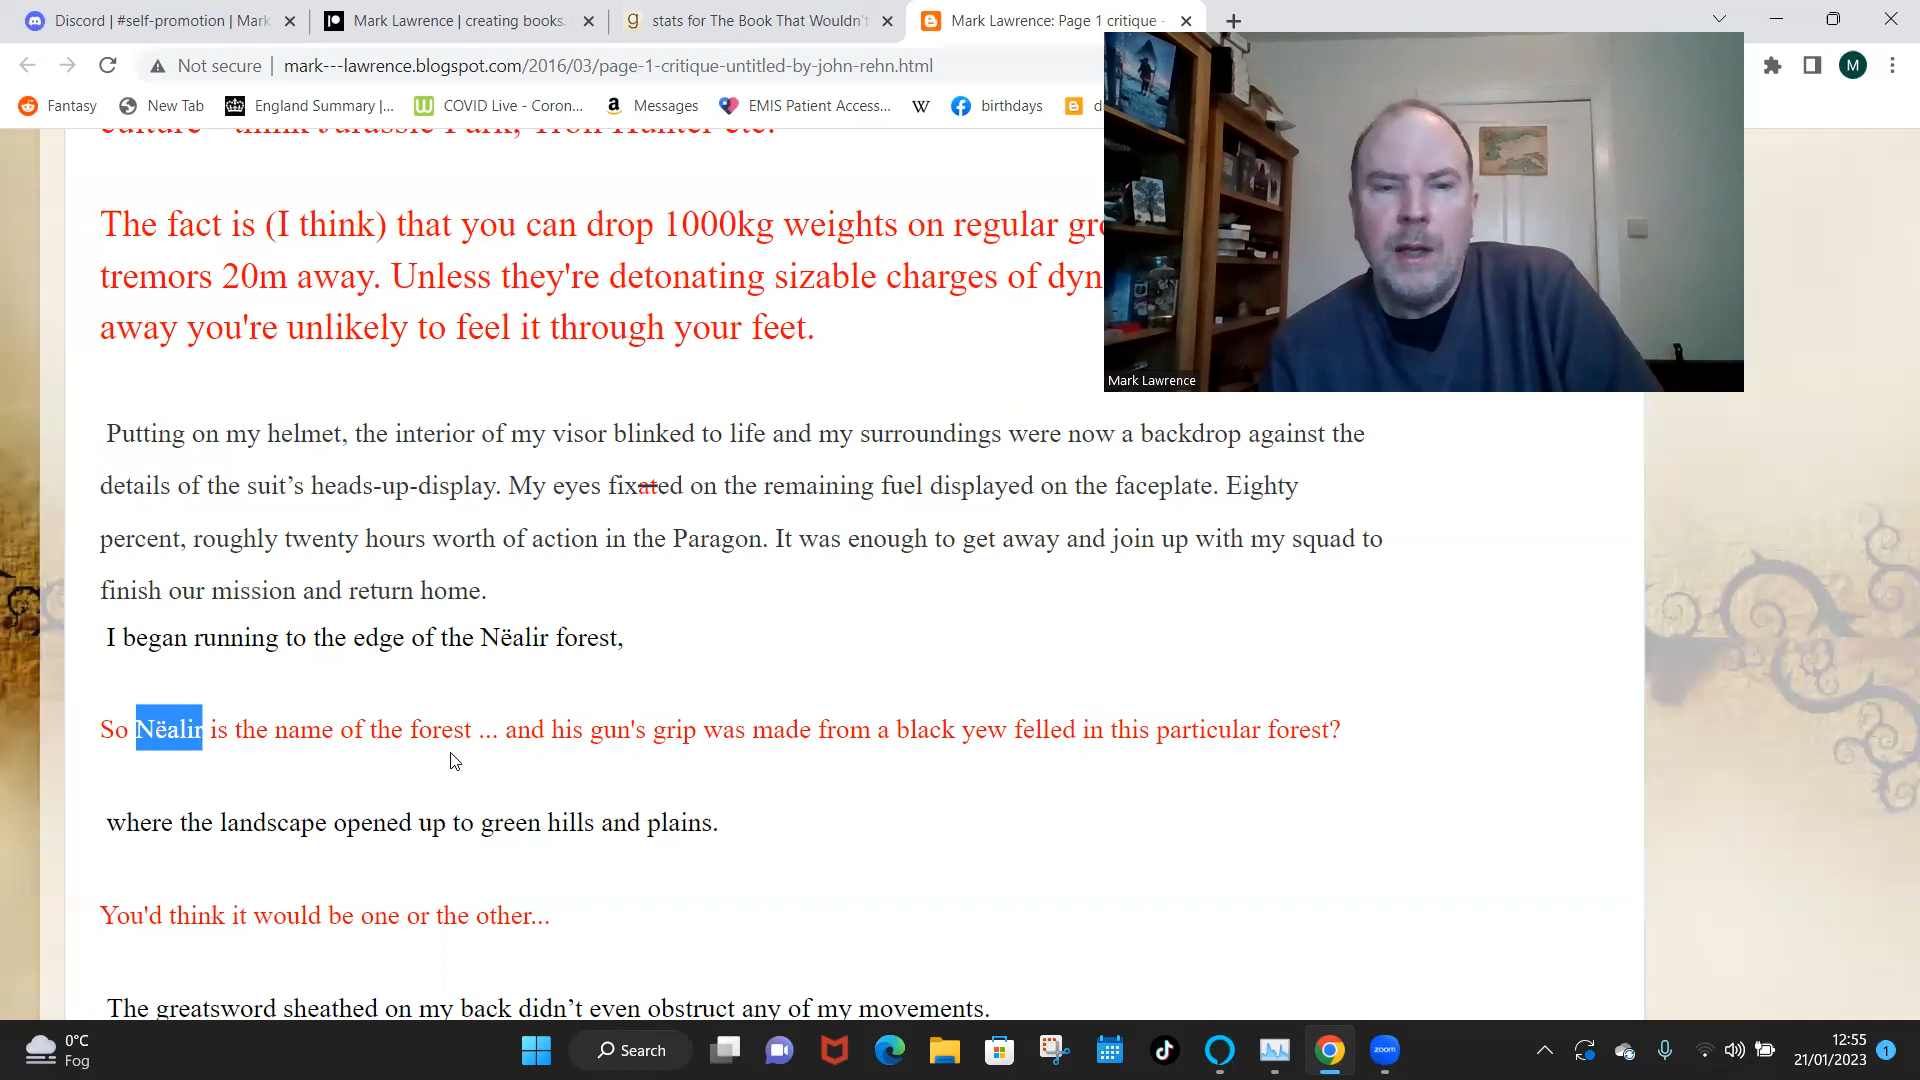 Discord | #self-promotion | Mark
Mark Lawrence | creating books.
stats for The Book That Wouldn't
Mark Lawrence: Page 1 critique -
Not secure
mark---lawrence.blogspot.com/2016/03/page-1-critique-untitled-by-john-rehn.html
M
Fantasy
New Tab
England Summary |...
COVID Live - Coron...
Messages
EMIS Patient Access...
W
birthdays
d
culture - think Jurassic Park, Tron Hunter etc.
The fact is (I think) that you can drop 1000kg weights on regular gr
tremors 20m away. Unless they're detonating sizable charges of dyn
away you're unlikely to feel it through your feet.
Mark Lawrence
Putting on my helmet, the interior of my visor blinked to life and my surroundings were now a backdrop against the
details of the suit’s heads-up-display. My eyes fixated on the remaining fuel displayed on the faceplate. Eighty
percent, roughly twenty hours worth of action in the Paragon. It was enough to get away and join up with my squad to
finish our mission and return home.
I began running to the edge of the Nëalir forest,
So Nëalir is the name of the forest ... and his gun's grip was made from a black yew felled in this particular forest?
where the landscape opened up to green hills and plains.
You'd think it would be one or the other...
The greatsword sheathed on my back didn’t even obstruct any of my movements.
0°C
Fog
Search
zoom
12:55
21/01/2023
1